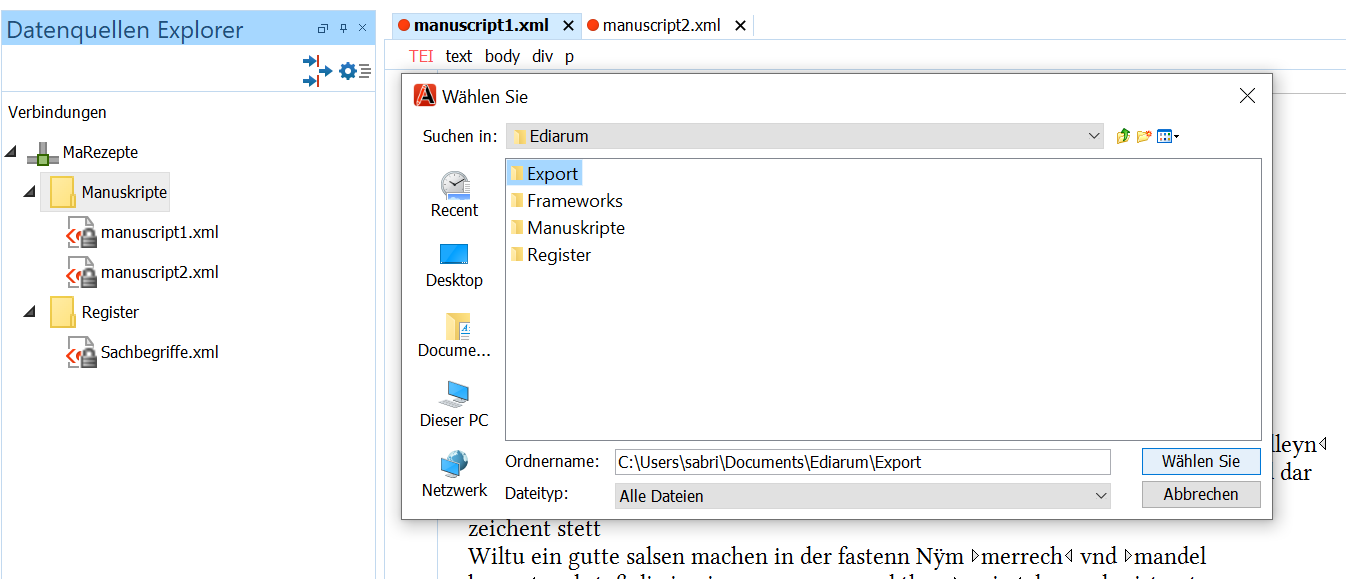 Datenquellen Explorer
Verbindungen
MaRezepte
Manuskripte
manuscript1.xml
manuscript2.xml
Register
Sachbegriffe.xml
manuscript1.xml
manuscript2.xml
TEI text body div p
Wählen Sie
Suchen in: Ediarum
Recent
Desktop
Docume...
Dieser PC
Netzwerk
Export
Frameworks
Manuskripte
Register
Ordnername: C:\Users\sabri\Documents\Ediarum\Export
Wählen Sie
Dateityp: Alle Dateien
Abbrechen
lleyn
dar
zeichent stett
Wiltu ein gutte salsen machen in der fastenn Nÿm merrech vnd mandel